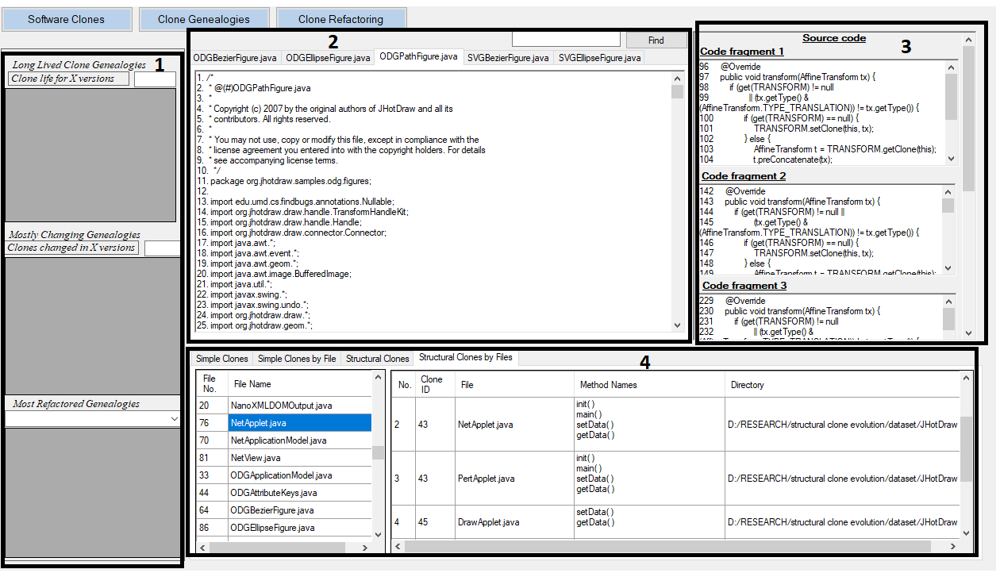 Software Clones
Clone Genealogies
Clone Refactoring
1
Long Lived Clone Genealogies
Clone life for X versions
Mostly Changing Genealogies
Clones changed in X versions
Most Refactored Genealogies
2
Find
ODGBezierFigure.java ODGEllipseFigure.java ODGPathFigure.java SVGBezierFigure.java SVGEllipseFigure.java
1. /*
2. * @(#)ODGPathFigure.java
3. *
4. * Copyright (c) 2007 by the original authors of JHotDraw and all its
5. * contributors. All rights reserved.
6. *
7. * You may not use, copy or modify this file, except in compliance with the
8. * license agreement you entered into with the copyright holders. For details
9. * see accompanying license terms.
10. */
11. package org.jhotdraw.samples.odg.figures;
12.
13. import edu.umd.cs.findbugs.annotations.Nullable;
14. import org.jhotdraw.draw.handle.TransformHandleKit;
15. import org.jhotdraw.draw.handle.Handle;
16. import org.jhotdraw.draw.connector.Connector;
17. import java.awt.*;
18. import java.awt.event.*;
19. import java.awt.geom.*;
20. import java.awt.image.BufferedImage;
21. import java.util.*;
22. import javax.swing.*;
23. import javax.swing.undo.*;
24. import org.jhotdraw.draw.*;
25. import org.jhotdraw.geom.*;
3
Source code
Code fragment 1
96 @Override
97 public void transform(AffineTransform tx) {
98 if (get(TRANSFORM) != null
99 || (tx.getType() &
(AffineTransform.TYPE_TRANSLATION)) != tx.getType()) {
100 if (get(TRANSFORM) == null) {
101 TRANSFORM.setClone(this, tx);
102 } else {
103 AffineTransform t = TRANSFORM.getClone(this);
104 t.preConcatenate(tx);
Code fragment 2
142 @Override
143 public void transform(AffineTransform tx) {
144 if (get(TRANSFORM) != null ||
145 (tx.getType() &
(AffineTransform.TYPE_TRANSLATION)) != tx.getType()) {
146 if (get(TRANSFORM) == null) {
147 TRANSFORM.setClone(this, tx);
148 } else {
149 AffineTransform t = TRANSFORM.getClone(this);
Code fragment 3
229 @Override
230 public void transform(AffineTransform tx) {
231 if (get(TRANSFORM) != null
232 || (tx.getType() &
(AffineTransform.TYPE_TRANSLATION)) != tx.getType()) {
4
Simple Clones Simple Clones by File Structural Clones Structural Clones by Files
File No. File Name
20 NanoXMLDOMOutput.java
76 NetApplet.java
70 NetApplicationModel.java
81 NetView.java
33 ODGApplicationModel.java
44 ODGAttributeKeys.java
64 ODGBezierFigure.java
86 ODGEllipseFigure.java
No. Clone ID File Method Names Directory
init( )
main( )
2 43 NetApplet.java setData( ) D:/RESEARCH/structural clone evolution/dataset/JHotDraw
getData( )
init( )
main( )
3 43 PertApplet.java setData( ) D:/RESEARCH/structural clone evolution/dataset/JHotDraw
getData( )
setData( )
4 45 DrawApplet.java getData( ) D:/RESEARCH/structural clone evolution/dataset/JHotDraw